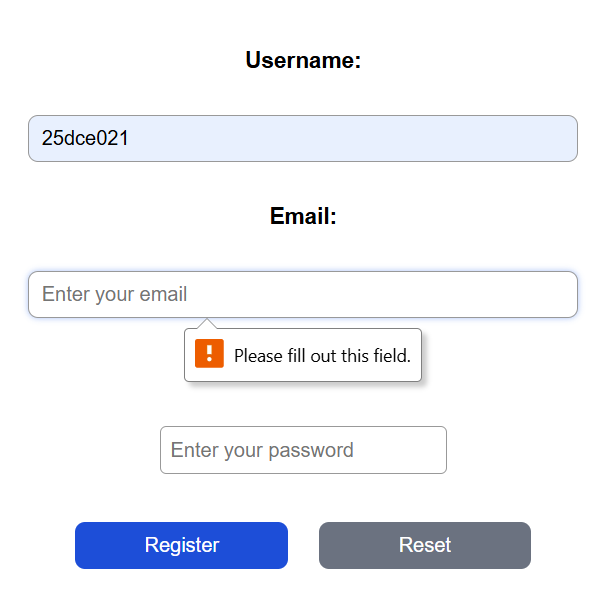 Username:
25dce021
Email:
Enter your email
! Please fill out this field.
Enter your password
Register Reset